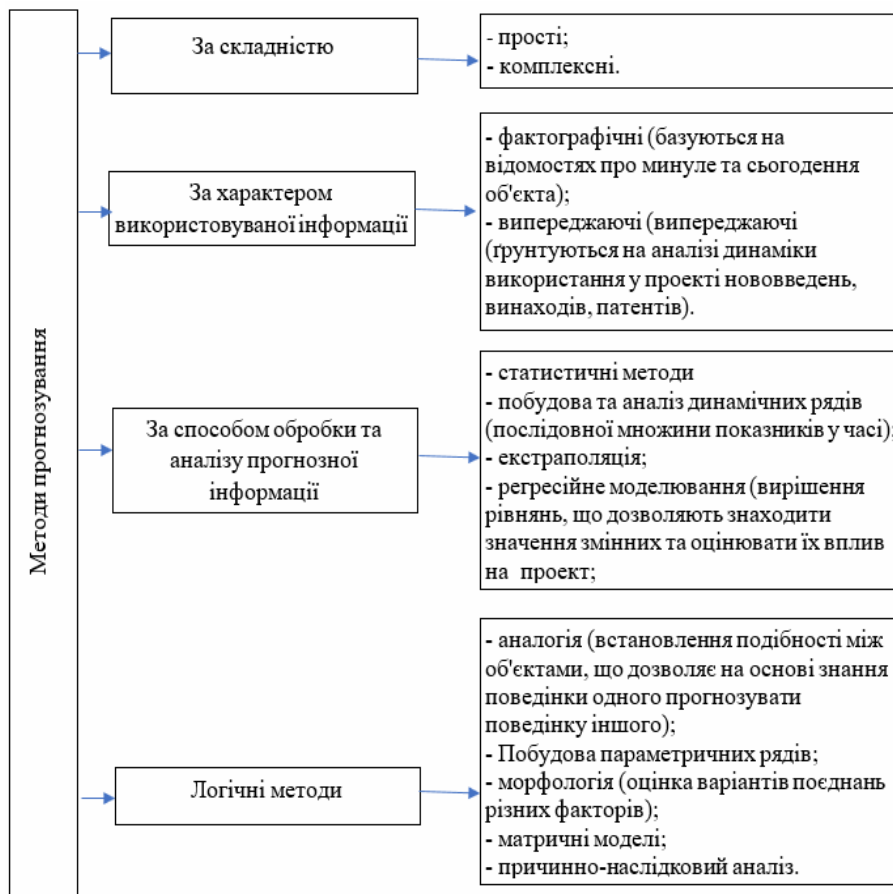 Методи прогнозування
За складністю
- прості;
- комплексні.
За характером
використовуваної інформації
- фактографічні (базуються на
відомостях про минуле та сьогодення
об'єкта);
- випереджаючі (випереджаючі
(ґрунтуються на аналізі динаміки
використання у проекті нововведень,
винаходів, патентів).
За способом обробки та
аналізу прогнозної
інформації
- статистичні методи
- побудова та аналіз динамічних рядів
(послідовної множини показників у часі);
- екстраполяція;
- регресійне моделювання (вирішення
рівнянь, що дозволяють знаходити
значення змінних та оцінювати їх вплив
на проект;
Логічні методи
- аналогія (встановлення подібності між
об'єктами, що дозволяє на основі знання
поведінки одного прогнозувати
поведінку іншого);
- Побудова параметричних рядів;
- морфологія (оцінка варіантів поєднань
різних факторів);
- матричні моделі;
- причинно-наслідковий аналіз.